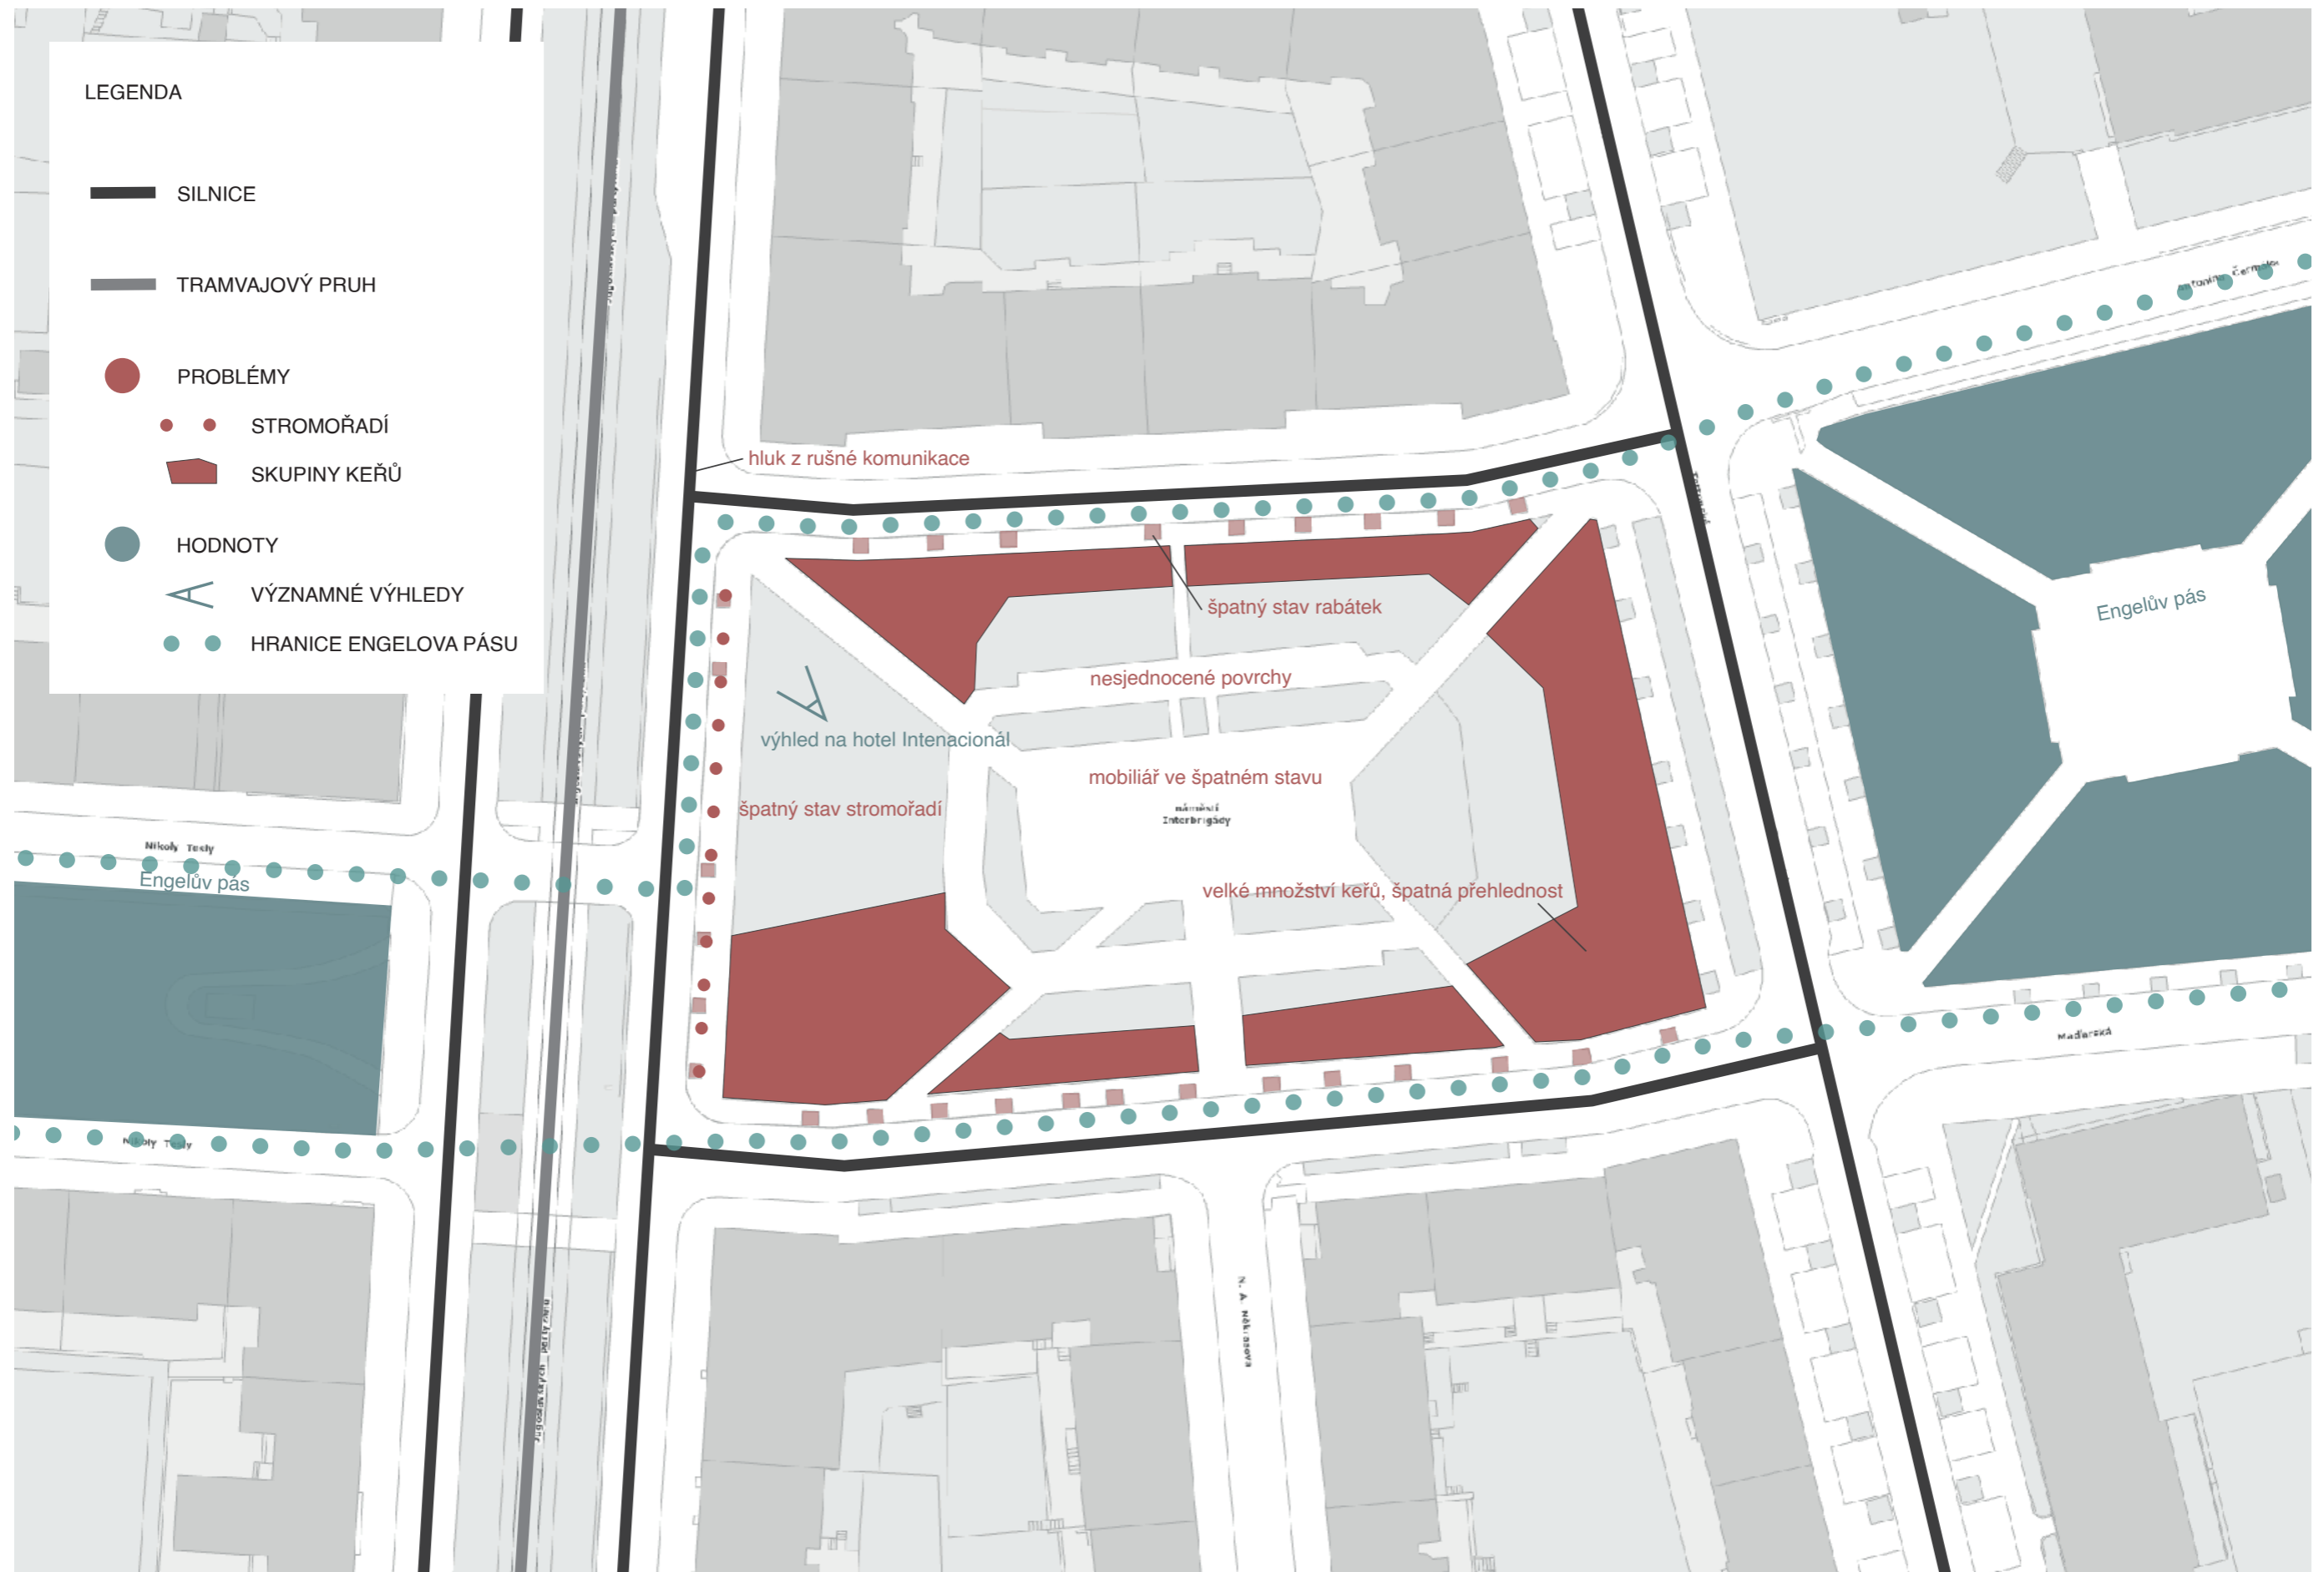 LEGENDA
SILNICE
TRAMVAJOVÝ PRUH
PROBLÉMY
STROMOŘADÍ
SKUPINY KEŘŮ
HODNOTY
VÝZNAMNÉ VÝHLEDY
HRANICE ENGELOVA PÁSU
hluk z rušné komunikace
špatný stav rabátek
Engelův pás
nesjednocené povrchy
výhled na hotel Intenacionál
mobiliář ve špatném stavu
špatný stav stromořadí
náměstí
Interbrigády
Nikoly Tesly
Engelův pás
velké množství keřů, špatná přehlednost
Maďarská
Nikoly Tesly
N. A. Někrasova